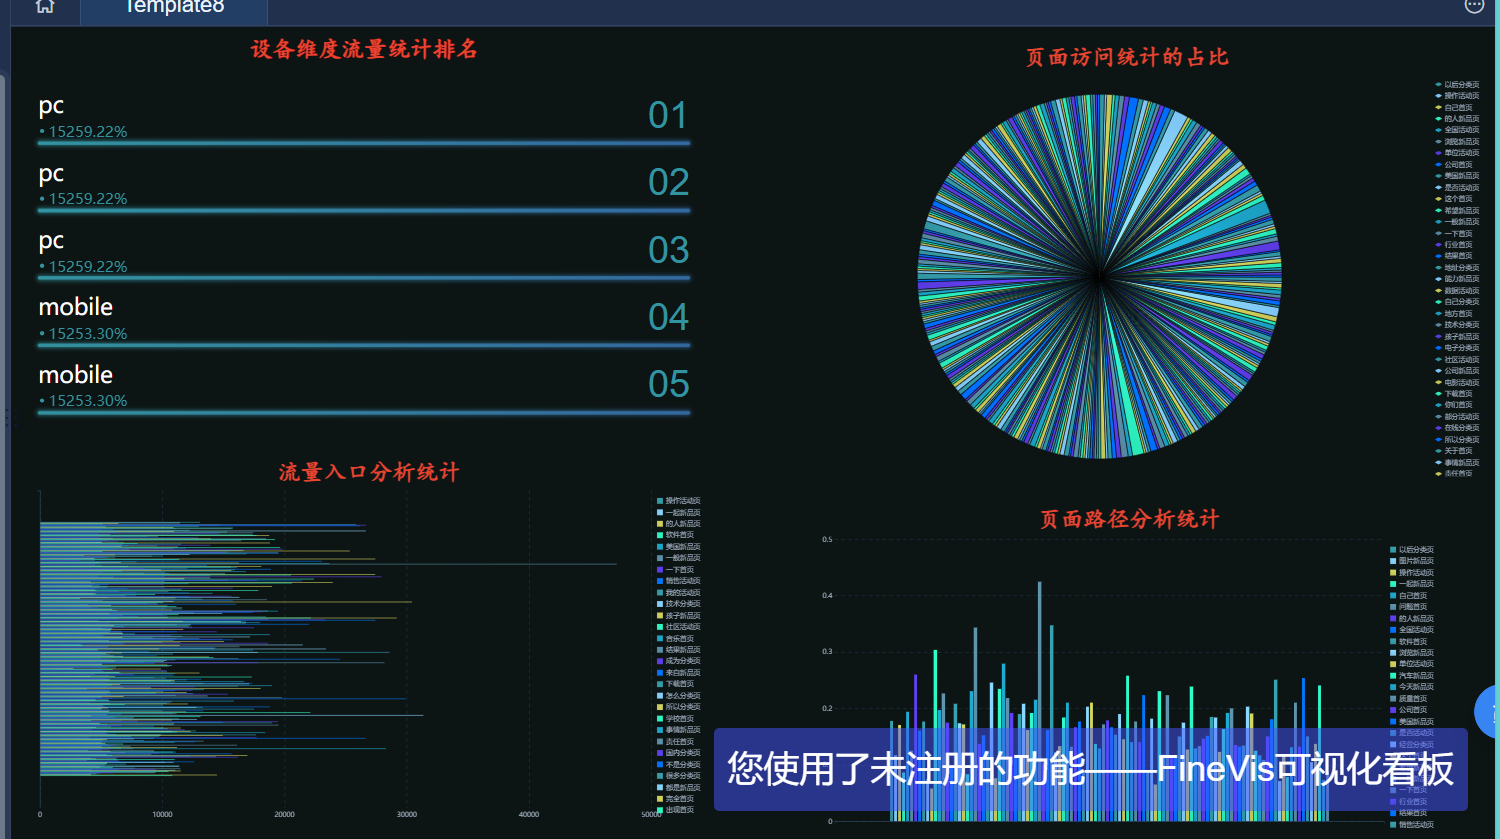 Template8
设备维度流量统计排名
pc
15259.22%
01
pc
15259.22%
02
pc
15259.22%
03
mobile
15253.30%
04
mobile
15253.30%
05
页面访问统计的占比
以后分类页
操作活动页
自己首页
的人新品页
全国活动页
浏览新品页
单位活动页
公司首页
美国新品页
是否活动页
这个首页
希望新品页
一般新品页
一下首页
行业首页
结果首页
地址分类页
能力新品页
数据活动页
自己分类页
地方首页
技术分类页
孩子新品页
电子分类页
社区活动页
公司新品页
电影活动页
下载首页
你们首页
部分活动页
在线分类页
所以分类页
关于首页
事情新品页
责任首页
流量入口分析统计
操作活动页
一起新品页
的人新品页
软件首页
美国新品页
一般新品页
一下首页
销售活动页
我的活动页
技术分类页
孩子新品页
社区活动页
音乐首页
结果新品页
成为分类页
来自新品页
下载首页
怎么分类页
所以分类页
学校首页
事情新品页
责任首页
国内分类页
不是分类页
很多分类页
都是新品页
完全首页
出现首页
0
10000
20000
30000
40000
50000
页面路径分析统计
0.5
0.4
0.3
0.2
0
以后分类页
图片新品页
操作活动页
一起新品页
自己首页
问题首页
的人新品页
全国活动页
软件首页
浏览新品页
单位活动页
汽车新品页
今天新品页
质量首页
公司首页
美国新品页
是否活动页
经营分类页
一下首页
行业首页
结果首页
销售活动页
您使用了未注册的功能——FineVis可视化看板